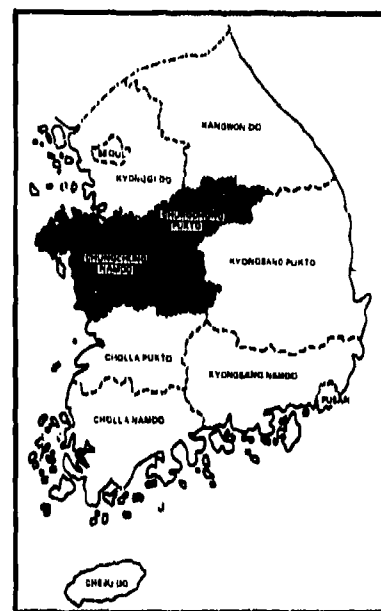 KANGWON DO
SEOUL
KYONGGI DO
CHUNGCHONG
PUKTO
CHUNGCHONG
NAMDO
KYONGSANG PUKTO
CHOLLA PUKTO
KYONGSANG NAMDO
PUSAN
CHOLLA NAMDO
CHEJU DO